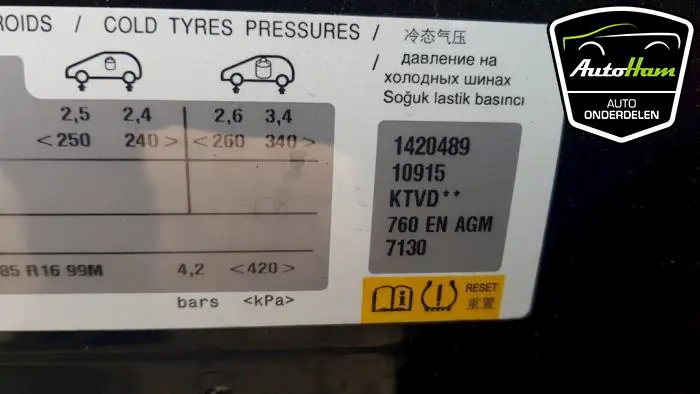 ROIDS / COLD TYRES PRESSURES / 冷态气压
/ давление на
холодных шинах
Soğuk lastik basıncı
2,5 2,4 2,6 3,4
<250 240> <260 340>
85 R16 99M 4,2 <420>
bars <kPa>
1420489
10915
KTVD**
760 EN AGM
7130
RESET
重置
AutoHam
AUTO
ONDERDELEN